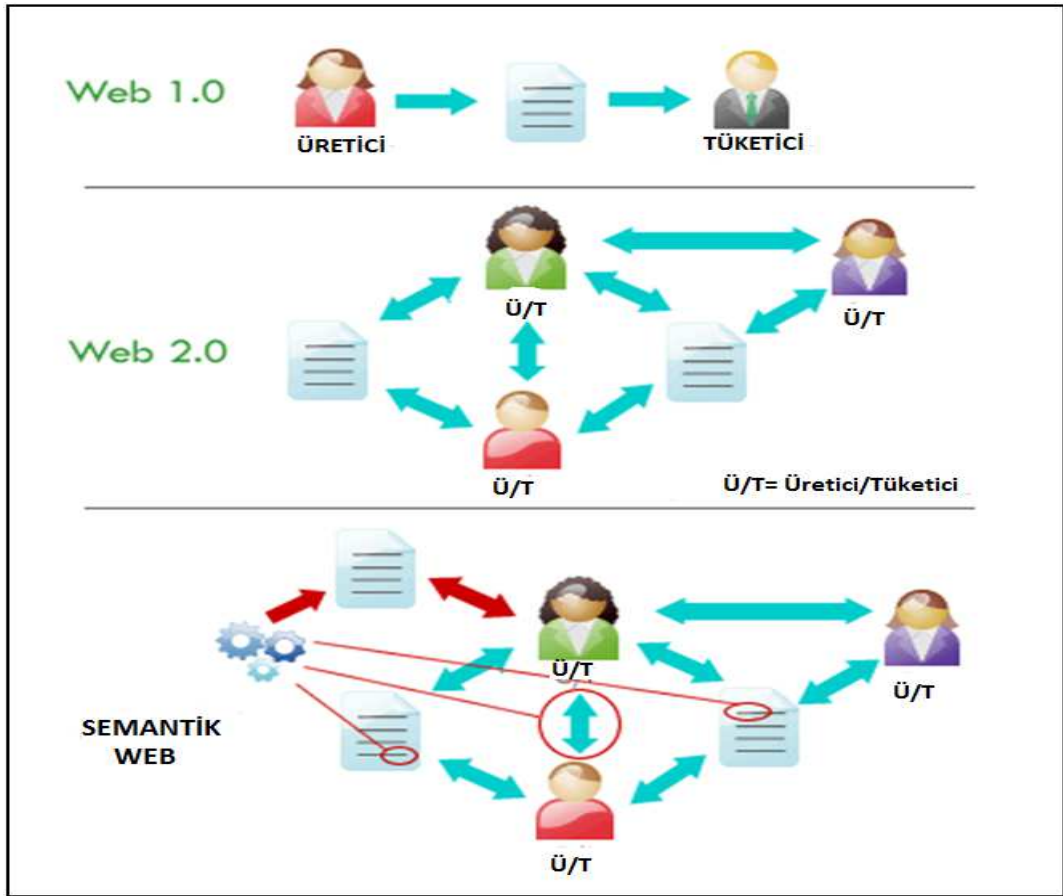 Web 1.0
ÜRETİCİ
TÜKETİCİ
Ü/T
Ü/T
Web 2.0
Ü/T
Ü/T= Üretici/Tüketici
Ü/T
Ü/T
SEMANTİK
WEB
Ü/T